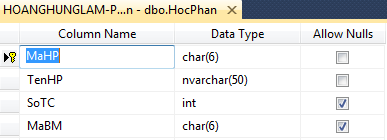 HOANGHUNGLAM-P...n - dbo.HocPhan
Column Name Data Type Allow Nulls
MaHP char(6)
TenHP nvarchar(50)
SoTC int
MaBM char(6)